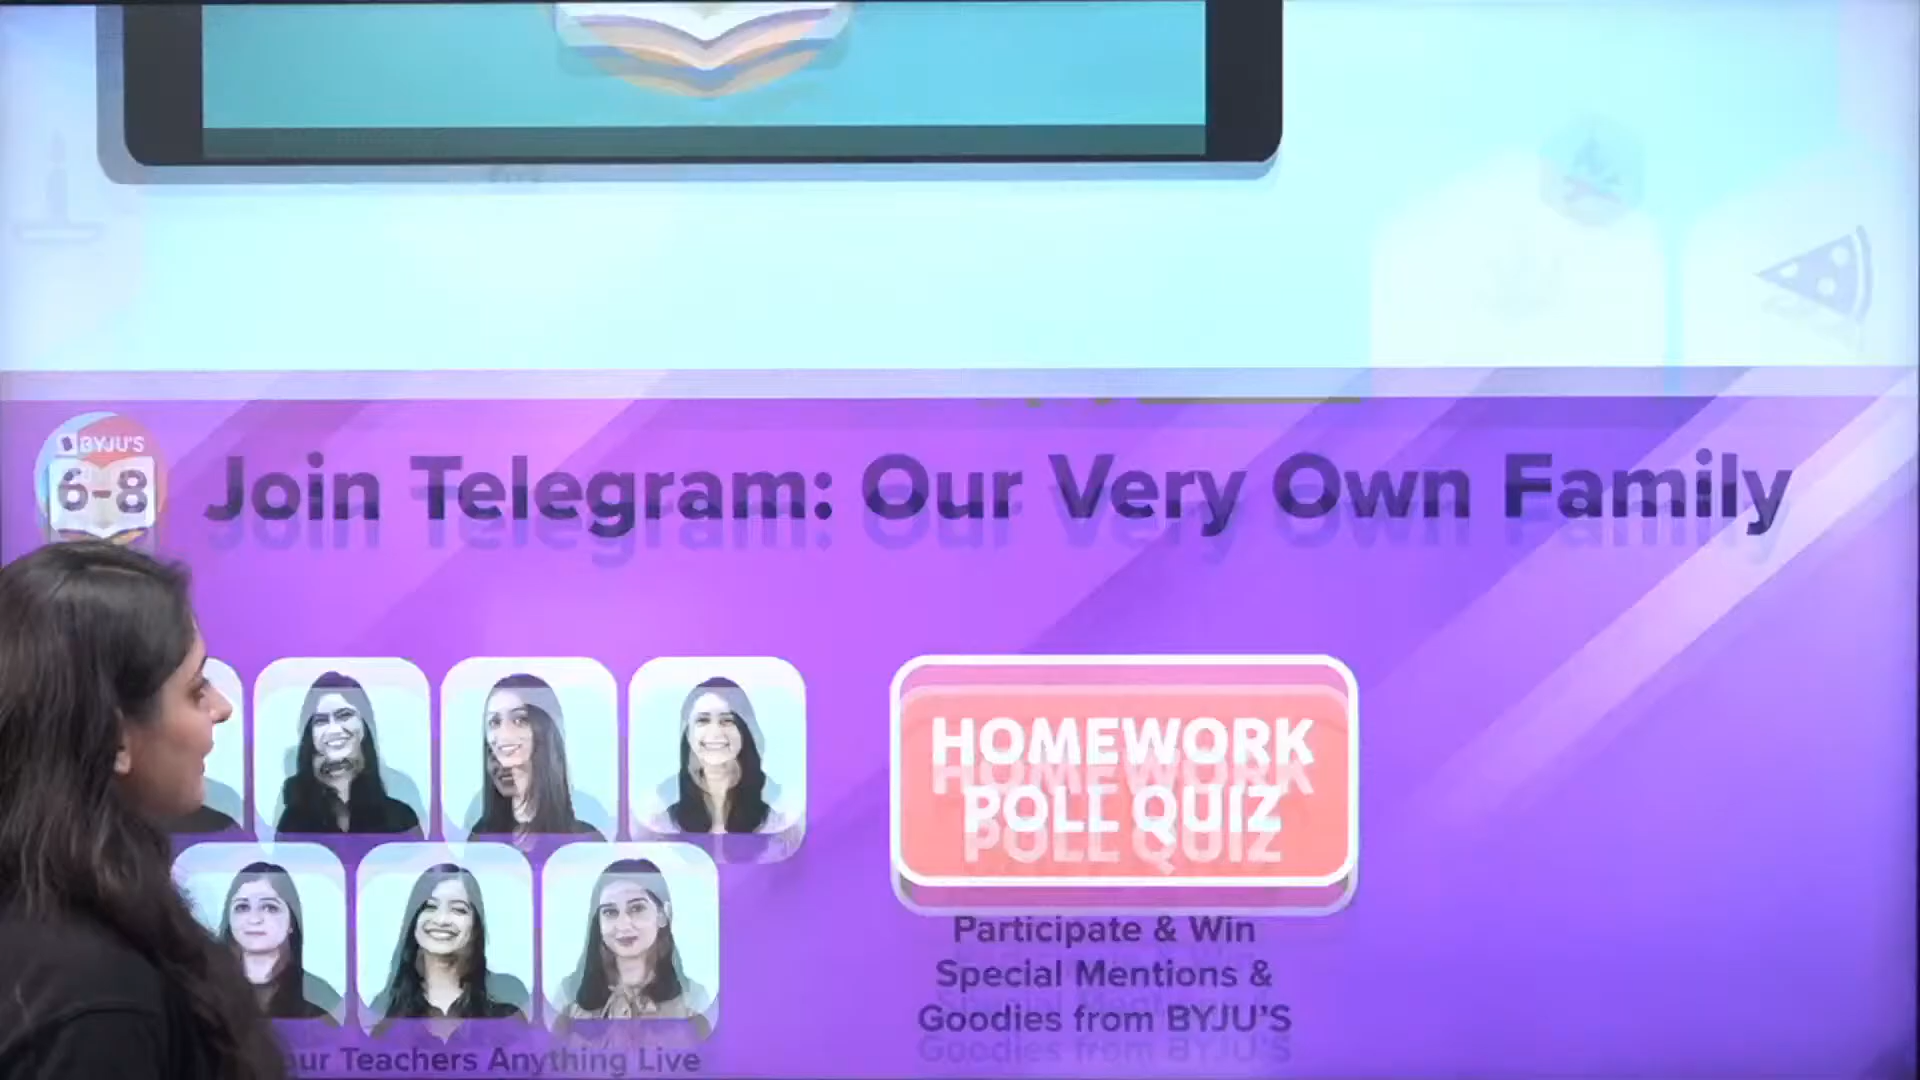 BYJU'S
6-8
Join Telegram: Our Very Own Family
HOMEWORK
POLL QUIZ
Participate & Win
Special Mentions &
Goodies from BYJU'S
Teachers Anything Live